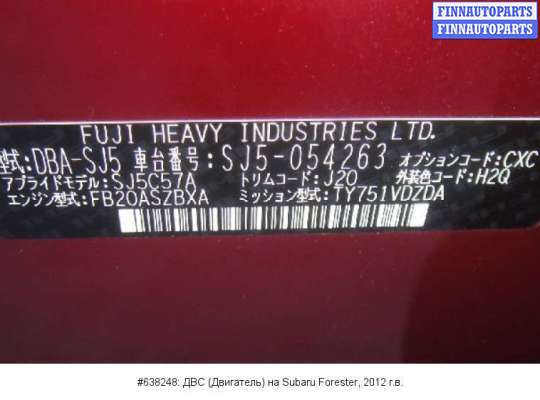 FINNAUTOPARTS
FINNAUTOPARTS
FINNAUTOPARTS
FUJI HEAVY INDUSTRIES LTD.
型式:DBA-SJ5 車台番号:SJ5-054263 オプションコード:CXC
アプライドモデル:SJ5C57A トリムコード:J20 外装色コード:H2Q
エンジン型式:FB20ASZBXA ミッション型式:TY751VDZDA
#638248: ДВС (Двигатель) на Subaru Forester, 2012 г.в.